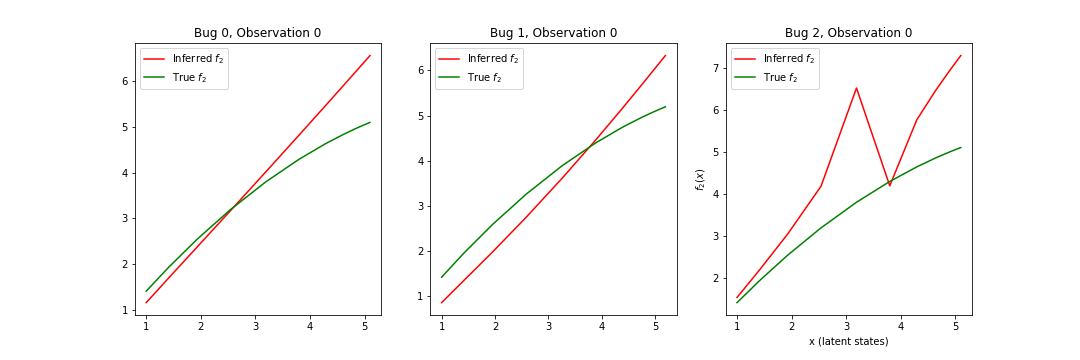 Bug 0, Observation 0
Inferred f₂
True f₂
6
5
4
3
2
1
1 2 3 4 5
Bug 1, Observation 0
Inferred f₂
True f₂
6
5
4
3
2
1
1 2 3 4 5
Bug 2, Observation 0
Inferred f₂
True f₂
f₂(x)
7
6
5
4
3
2
1 2 3 4 5
x (latent states)